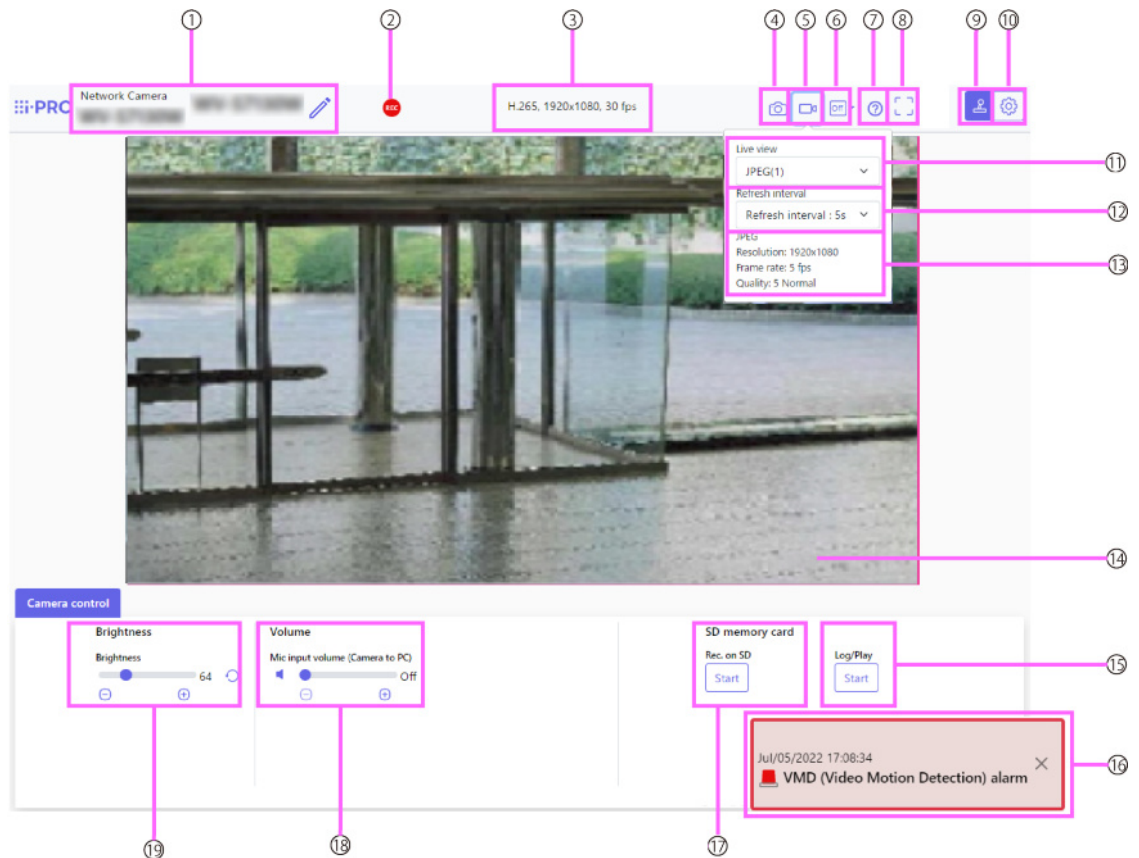 ① ② ③ ④ ⑤ ⑥ ⑦ ⑧ ⑨ ⑩
i-PRO
Network Camera
REC
H.265, 1920x1080, 30 fps
Off
Live view
JPEG(1)
⑪
Refresh interval
Refresh interval : 5s
⑫
JPEG
Resolution: 1920x1080
Frame rate: 5 fps
Quality: 5 Normal
⑬
⑭
Camera control
Brightness
Brightness
64
Volume
Mic input volume (Camera to PC)
Off
SD memory card
Rec. on SD
Start
Log/Play
Start
⑮
Jul/05/2022 17:08:34
VMD (Video Motion Detection) alarm
⑯
⑲ ⑱ ⑰